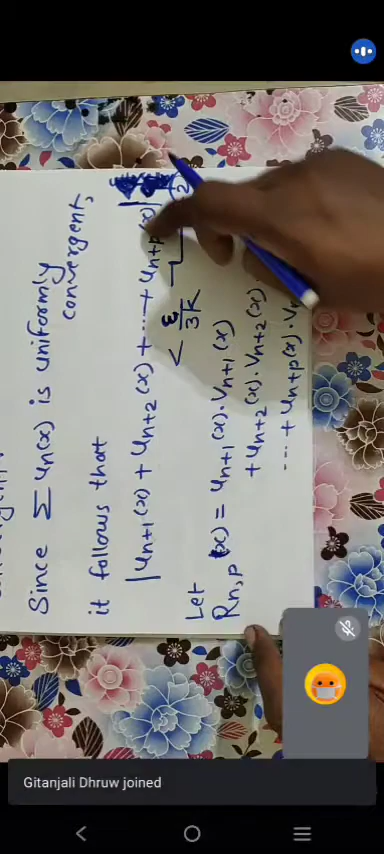 Since Σ un(x) is uniformly
convergent,
it follows that
|un+1(x) + un+2(x) + ... + un+p(x)|
< ε/3K — (2)
Let
Rn,p(x) = un+1(x).vn+1(x)
+ un+2(x).vn+2(x)
... + un+p(x).
Gitanjali Dhruw joined